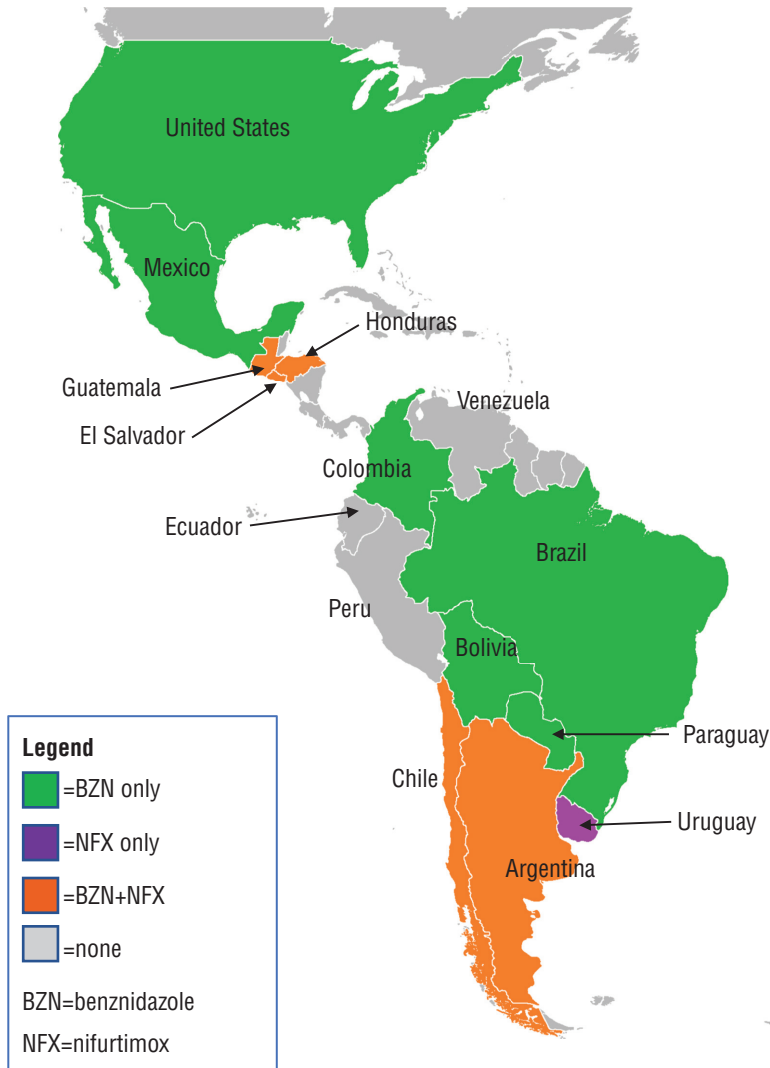 United States
Mexico
Honduras
Guatemala
El Salvador
Venezuela
Colombia
Ecuador
Brazil
Peru
Bolivia
Paraguay
Chile
Uruguay
Argentina
Legend
=BZN only
=NFX only
=BZN+NFX
=none
BZN=benznidazole
NFX=nifurtimox